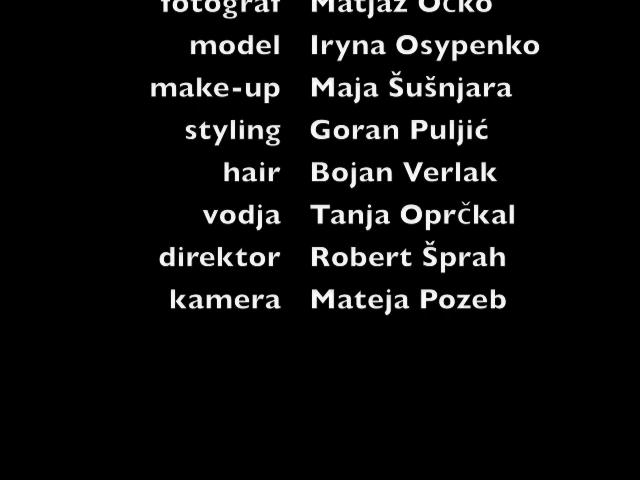 fotograf Matjaž Očko
model Iryna Osypenko
make-up Maja Šušnjara
styling Goran Puljić
hair Bojan Verlak
vodja Tanja Oprčkal
direktor Robert Šprah
kamera Mateja Pozeb